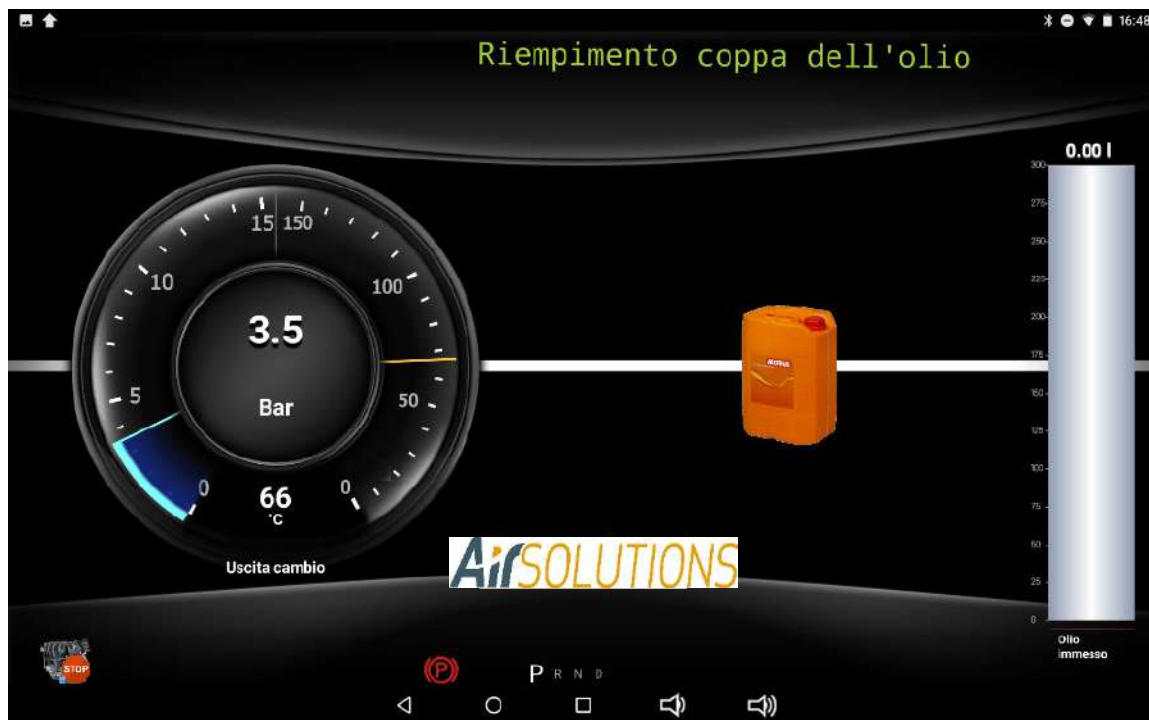 16:48
Riempimento coppa dell'olio
0.00 l
300
275
250
225
200
175
150
125
100
75
50
25
0
15 150
10
100
5
50
0
0
3.5
Bar
66
°C
Uscita cambio
MOTUL
AirSOLUTIONS
Olio
immesso
STOP
P
P R N D